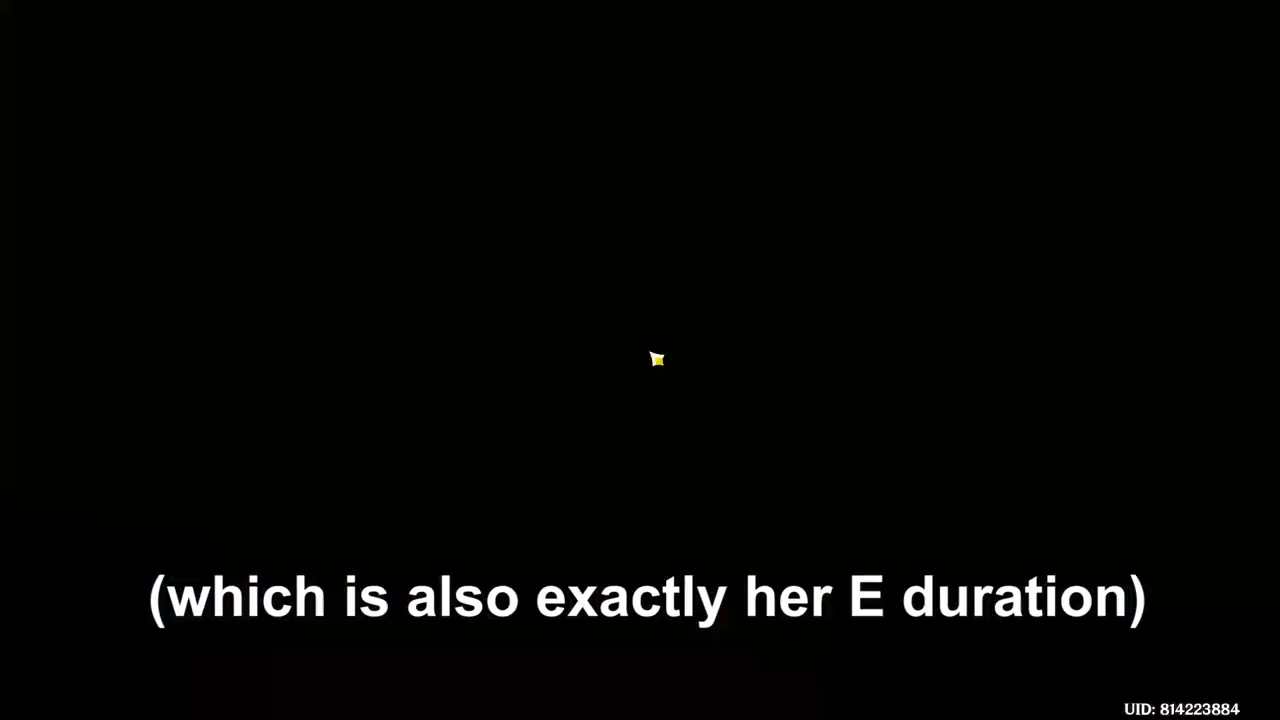 (which is also exactly her E duration)
UID: 814223884